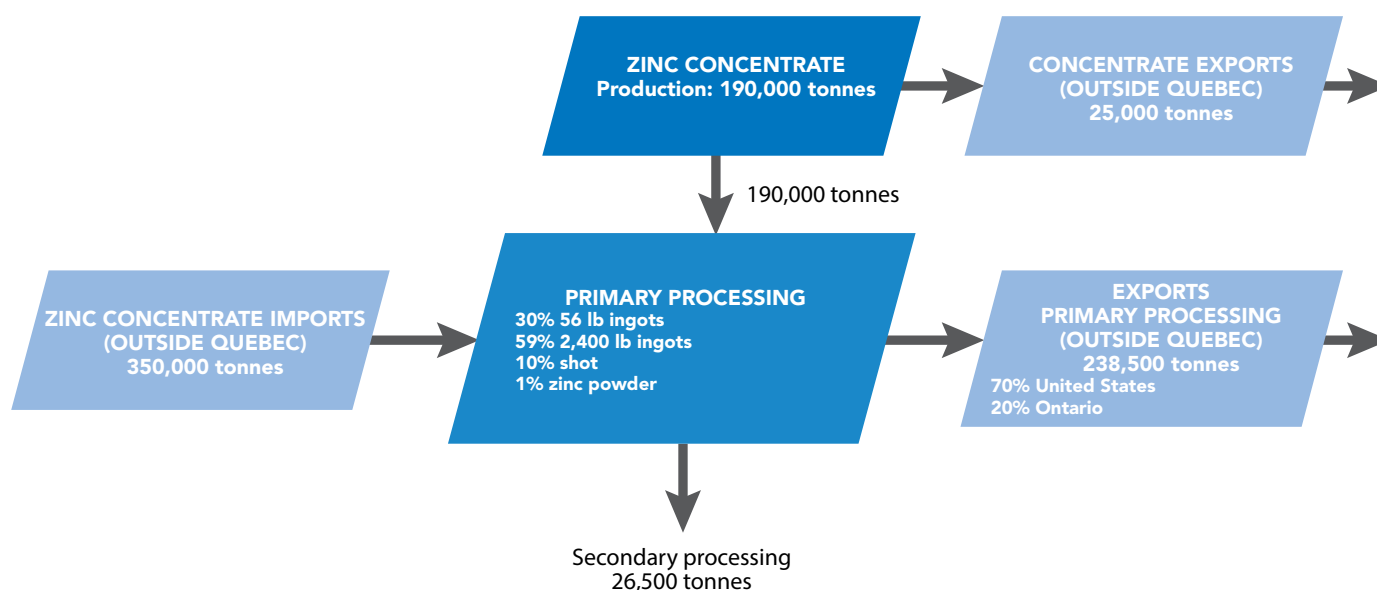 ZINC CONCENTRATE
Production: 190,000 tonnes
CONCENTRATE EXPORTS
(OUTSIDE QUEBEC)
25,000 tonnes
190,000 tonnes
ZINC CONCENTRATE IMPORTS
(OUTSIDE QUEBEC)
350,000 tonnes
PRIMARY PROCESSING
30% 56 lb ingots
59% 2,400 lb ingots
10% shot
1% zinc powder
EXPORTS
PRIMARY PROCESSING
(OUTSIDE QUEBEC)
238,500 tonnes
70% United States
20% Ontario
Secondary processing
26,500 tonnes